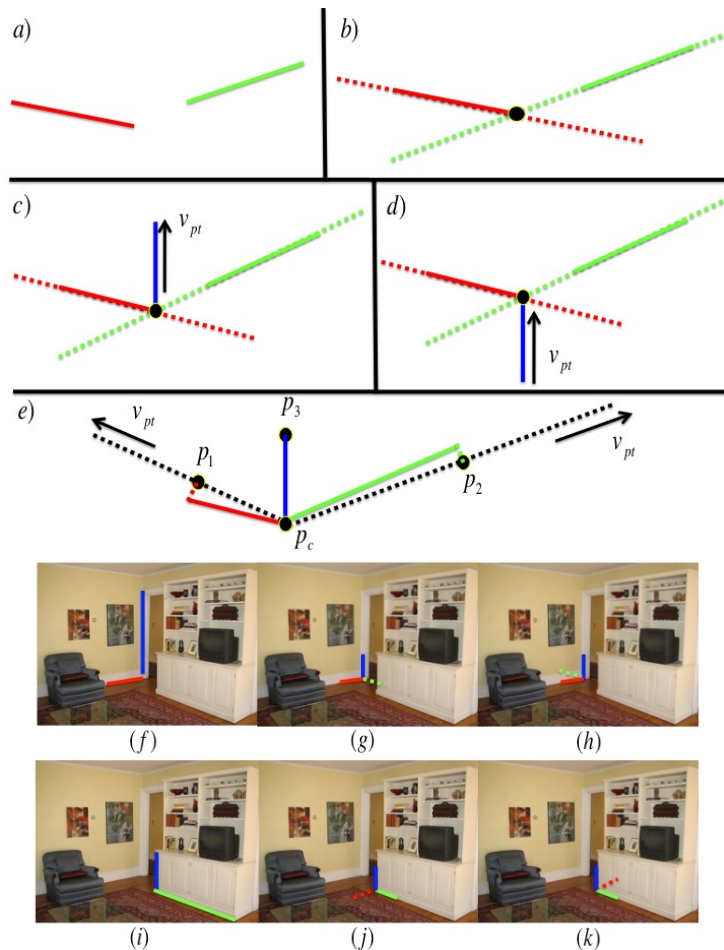 a)
b)
c)
v_pt
d)
v_pt
e)
v_pt
p_1
p_3
p_2
v_pt
p_c
(f)
(g)
(h)
(i)
(j)
(k)